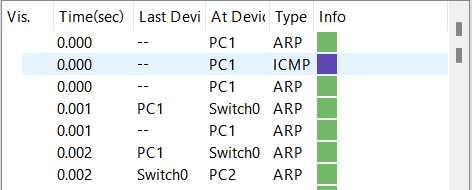 Vis. Time(sec) Last Devi At Devic Type Info
0.000 -- PC1 ARP
0.000 -- PC1 ICMP
0.000 -- PC1 ARP
0.001 PC1 Switch0 ARP
0.001 -- PC1 ARP
0.002 PC1 Switch0 ARP
0.002 Switch0 PC2 ARP